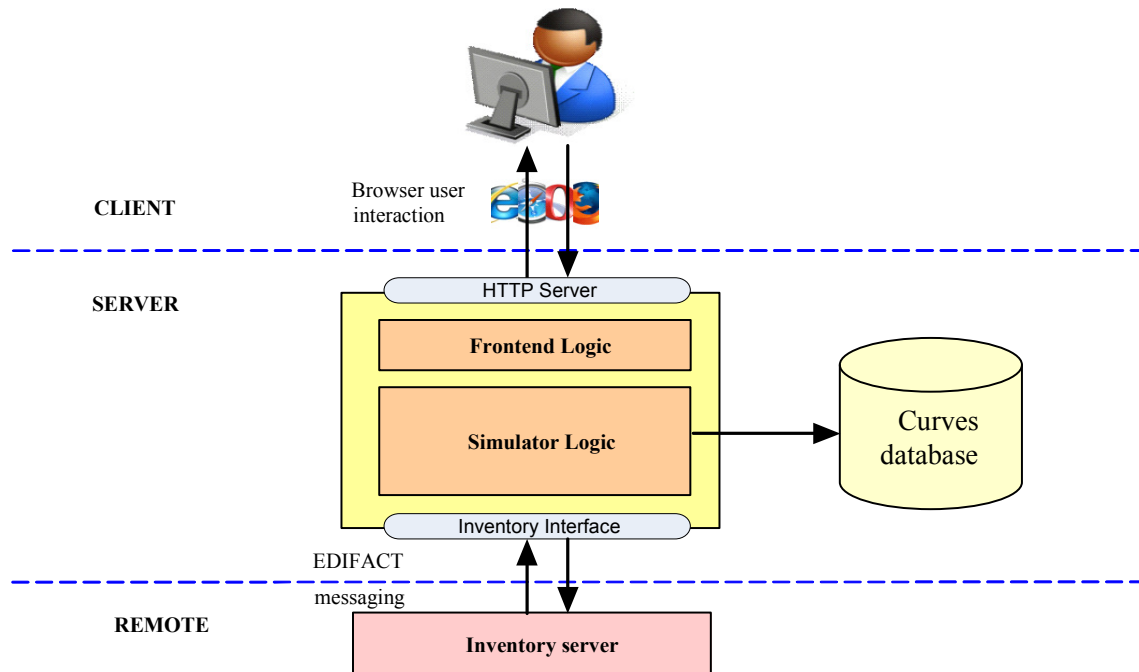 Browser user
interaction
CLIENT
HTTP Server
SERVER
Frontend Logic
Simulator Logic
Curves
database
Inventory Interface
EDIFACT
messaging
REMOTE
Inventory server